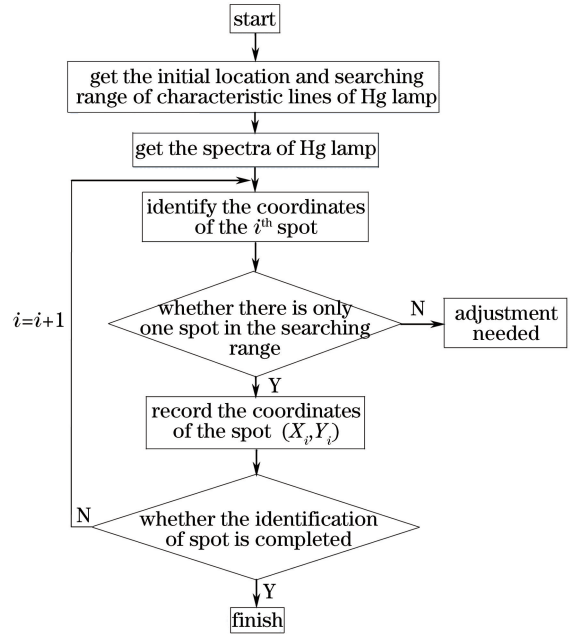 start
get the initial location and searching
range of characteristic lines of Hg lamp
get the spectra of Hg lamp
identify the coordinates
of the iᵗʰ spot
whether there is only
one spot in the searching
range
N
adjustment
needed
i=i+1
Y
record the coordinates
of the spot (Xᵢ,Yᵢ)
whether the identification
of spot is completed
N
Y
finish